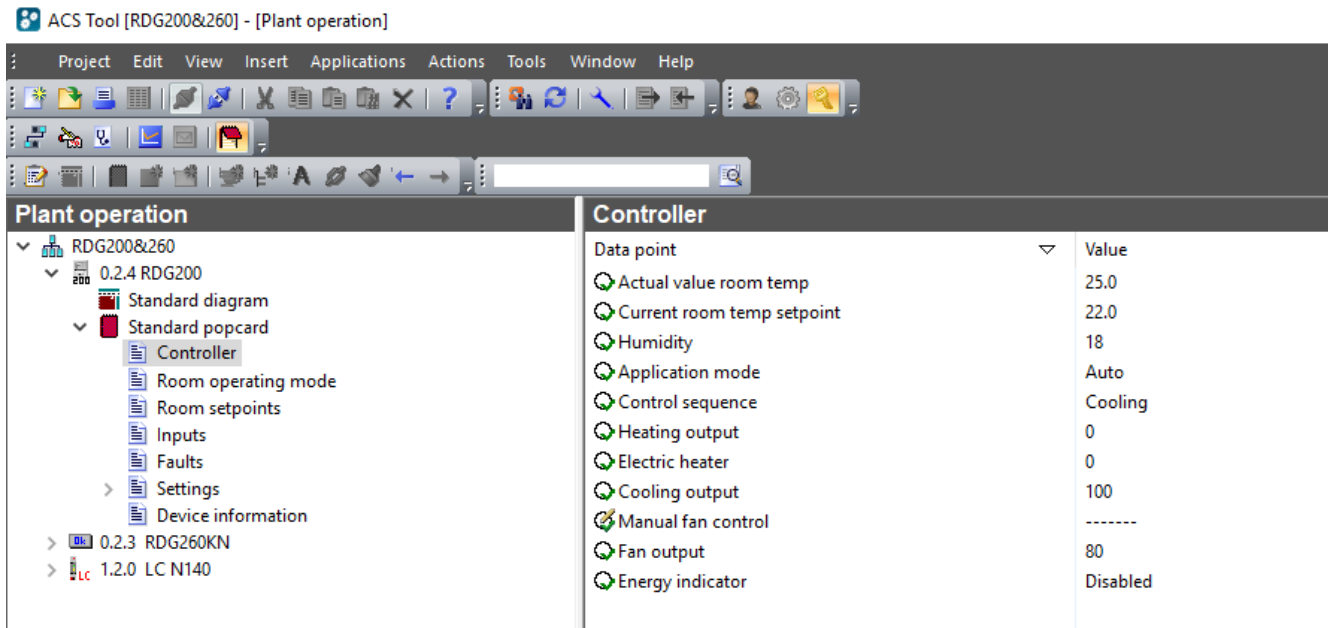 ACS Tool [RDG200&260] - [Plant operation]
Project Edit View Insert Applications Actions Tools Window Help
Plant operation
RDG200&260
0.2.4 RDG200
Standard diagram
Standard popcard
Controller
Room operating mode
Room setpoints
Inputs
Faults
Settings
Device information
0.2.3 RDG260KN
1.2.0 LC N140
Controller
Data point Value
Actual value room temp 25.0
Current room temp setpoint 22.0
Humidity 18
Application mode Auto
Control sequence Cooling
Heating output 0
Electric heater 0
Cooling output 100
Manual fan control -------
Fan output 80
Energy indicator Disabled